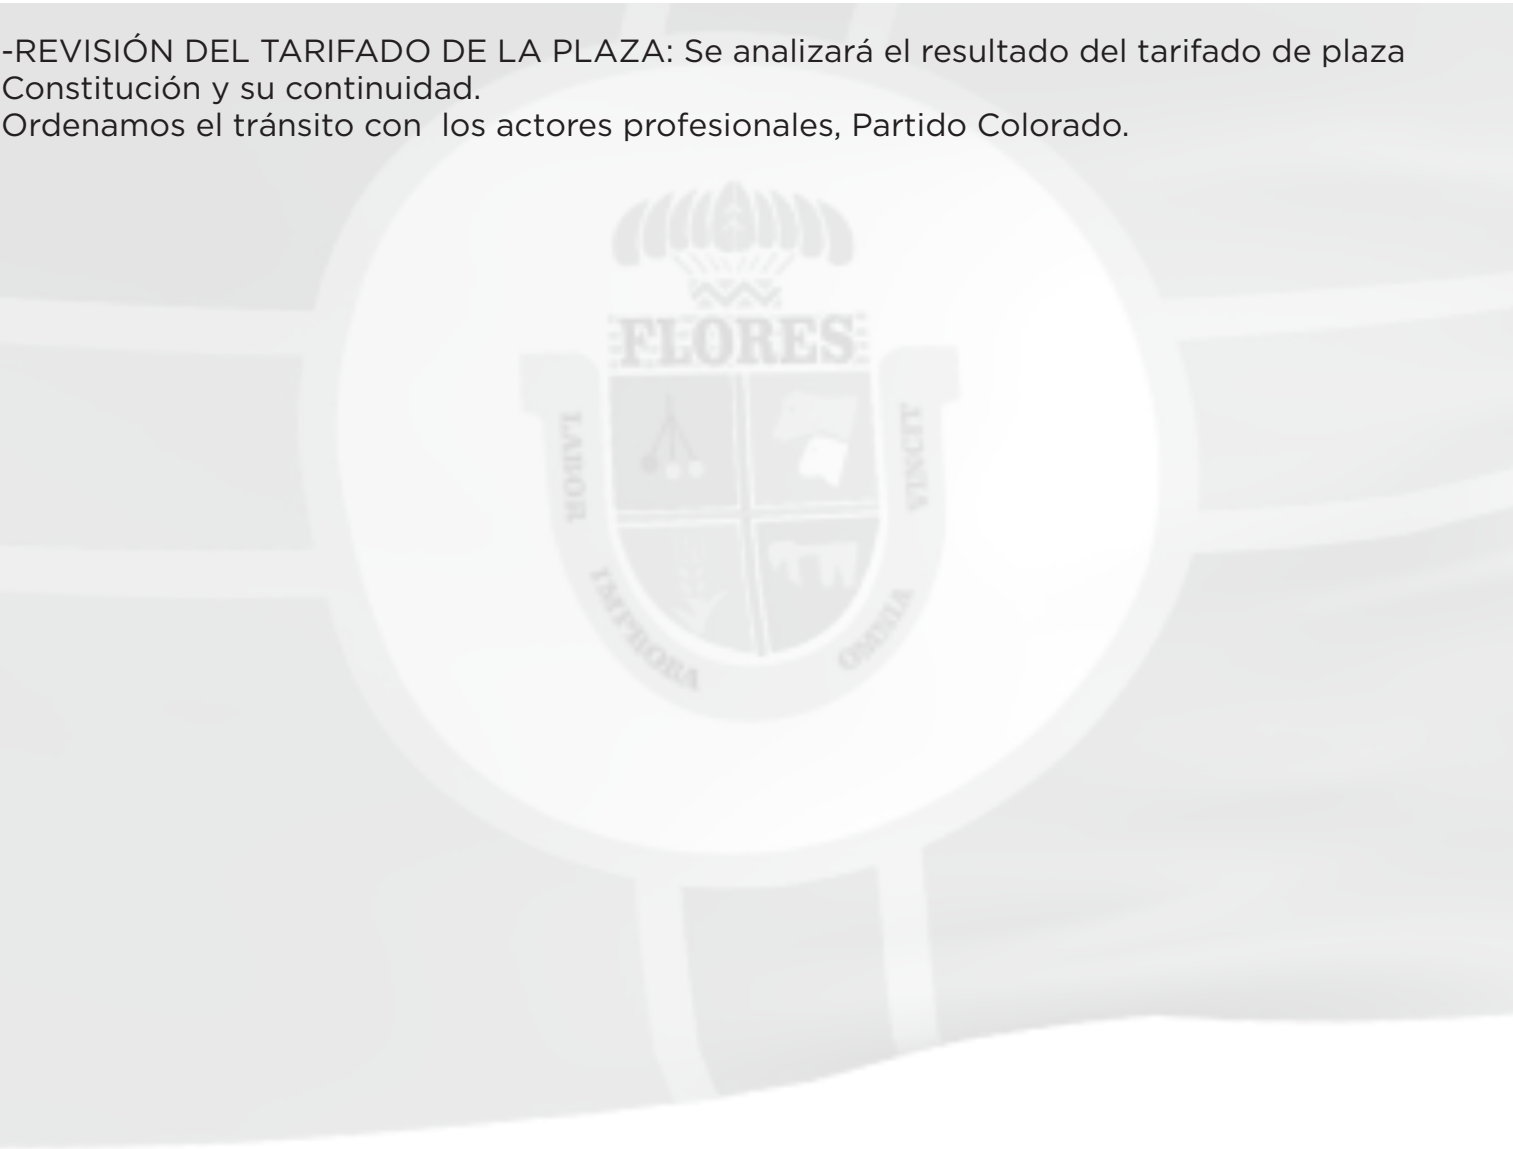 -REVISIÓN DEL TARIFADO DE LA PLAZA: Se analizará el resultado del tarifado de plaza
Constitución y su continuidad.
Ordenamos el tránsito con  los actores profesionales, Partido Colorado.
FLORES
LABOR
IMPRORA
OMNIA
VINCIT